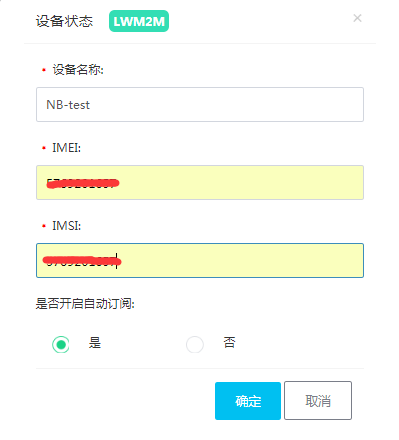 设备状态 LWM2M ×
* 设备名称:
NB-test
* IMEI:
* IMSI:
是否开启自动订阅:
是 否
确定 取消